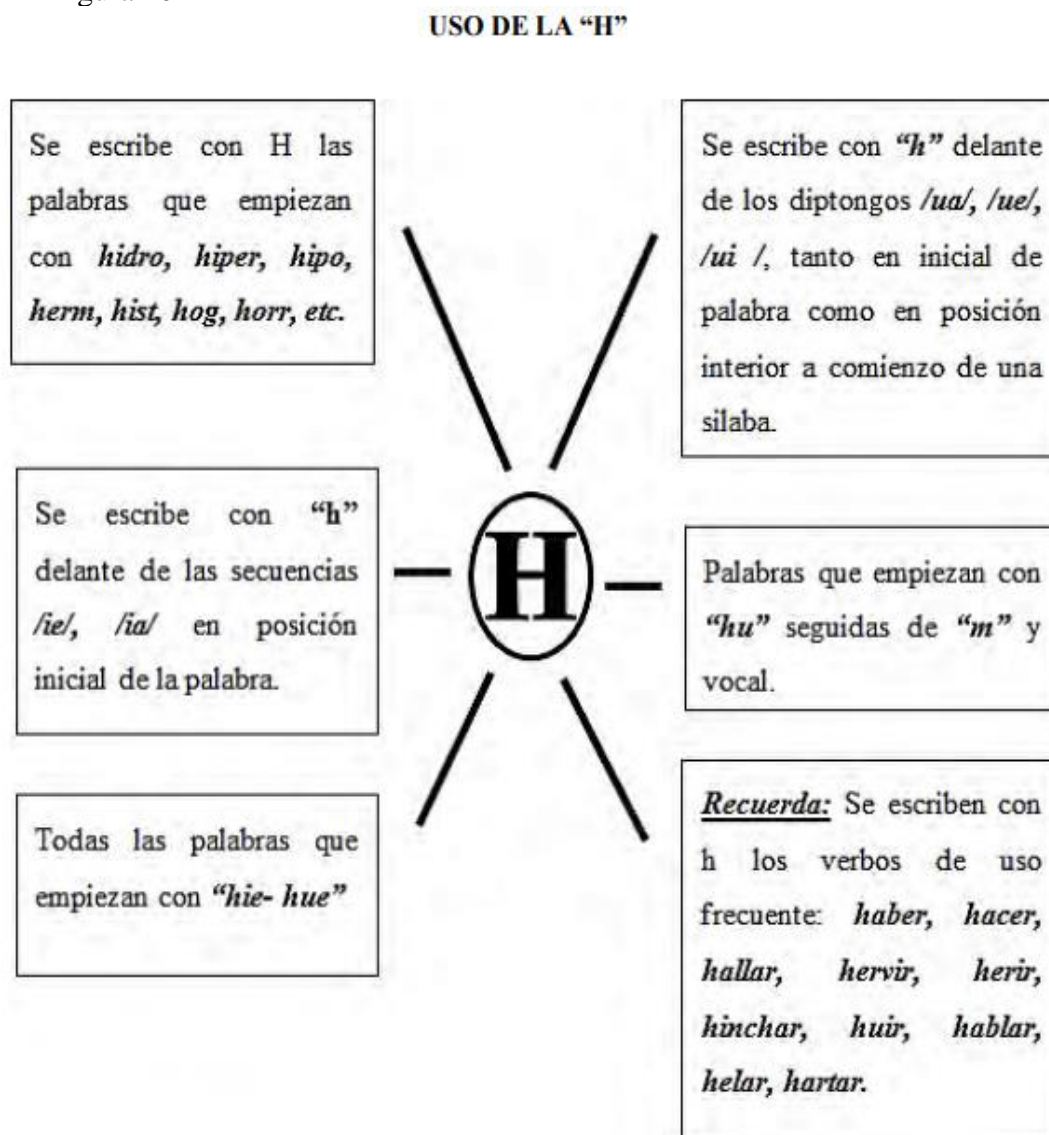 USO DE LA “H”
Se escribe con H las
palabras que empiezan
con hidro, hiper, hipo,
herm, hist, hog, horr, etc.
Se escribe con “h”
delante de las secuencias
/ie/, /ia/ en posición
inicial de la palabra.
Todas las palabras que
empiezan con “hie- hue”
H
Se escribe con “h” delante
de los diptongos /ua/, /ue/,
/ui /, tanto en inicial de
palabra como en posición
interior a comienzo de una
silaba.
Palabras que empiezan con
“hu” seguidas de “m” y
vocal.
Recuerda: Se escriben con
h los verbos de uso
frecuente: haber, hacer,
hallar, hervir, herir,
hinchar, huir, hablar,
helar, hartar.